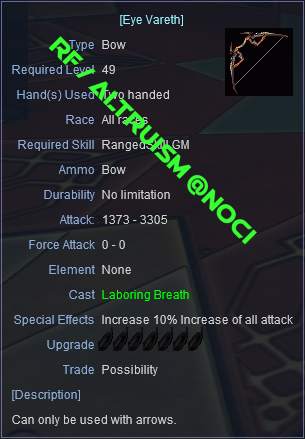 [Eye Vareth]
Type Bow
Required Level 49
Hand(s) Used Two handed
Race All races
Required Skill Ranged Skill GM
Ammo Bow
Durability No limitation
Attack: 1373 - 3305
Force Attack 0 - 0
Element None
Cast Laboring Breath
Special Effects Increase 10% Increase of all attack
Upgrade
Trade Possibility
[Description]
Can only be used with arrows.
RF-ALTRUISM @NOCI